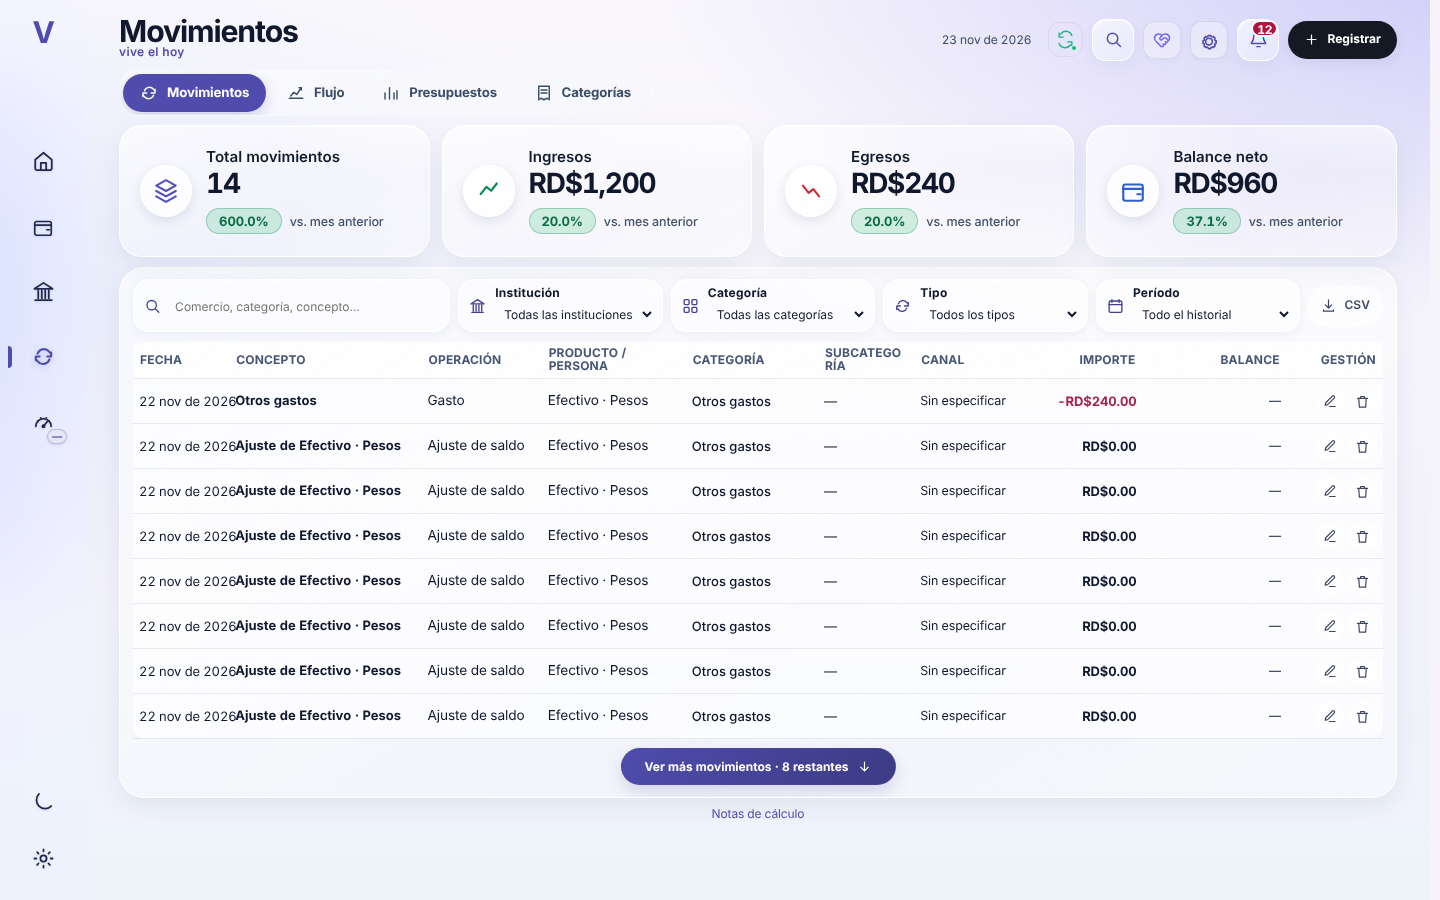 V
Movimientos
vive el hoy
23 nov de 2026
12
Registrar
Movimientos
Flujo
Presupuestos
Categorías
Total movimientos
14
600.0% vs. mes anterior
Ingresos
RD$1,200
20.0% vs. mes anterior
Egresos
RD$240
20.0% vs. mes anterior
Balance neto
RD$960
37.1% vs. mes anterior
Comercio, categoría, concepto...
Institución
Todas las instituciones
Categoría
Todas las categorías
Tipo
Todos los tipos
Período
Todo el historial
CSV
FECHA CONCEPTO OPERACIÓN PRODUCTO / PERSONA CATEGORÍA SUBCATEGORÍA CANAL IMPORTE BALANCE GESTIÓN
22 nov de 2026 Otros gastos Gasto Efectivo · Pesos Otros gastos — Sin especificar -RD$240.00 —
22 nov de 2026 Ajuste de Efectivo · Pesos Ajuste de saldo Efectivo · Pesos Otros gastos — Sin especificar RD$0.00 —
22 nov de 2026 Ajuste de Efectivo · Pesos Ajuste de saldo Efectivo · Pesos Otros gastos — Sin especificar RD$0.00 —
22 nov de 2026 Ajuste de Efectivo · Pesos Ajuste de saldo Efectivo · Pesos Otros gastos — Sin especificar RD$0.00 —
22 nov de 2026 Ajuste de Efectivo · Pesos Ajuste de saldo Efectivo · Pesos Otros gastos — Sin especificar RD$0.00 —
22 nov de 2026 Ajuste de Efectivo · Pesos Ajuste de saldo Efectivo · Pesos Otros gastos — Sin especificar RD$0.00 —
22 nov de 2026 Ajuste de Efectivo · Pesos Ajuste de saldo Efectivo · Pesos Otros gastos — Sin especificar RD$0.00 —
22 nov de 2026 Ajuste de Efectivo · Pesos Ajuste de saldo Efectivo · Pesos Otros gastos — Sin especificar RD$0.00 —
Ver más movimientos · 8 restantes
Notas de cálculo